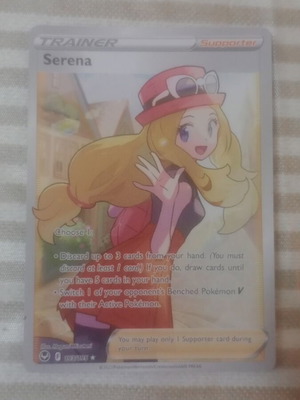 TRAINER Supporter
Serena
Choose 1:
• Discard up to 3 cards from your hand. (You must
discard at least 1 card.) If you do, draw cards until
you have 5 cards in your hand.
• Switch 1 of your opponent's Benched Pokémon V
with their Active Pokémon.
You may play only 1 Supporter card during
your turn.